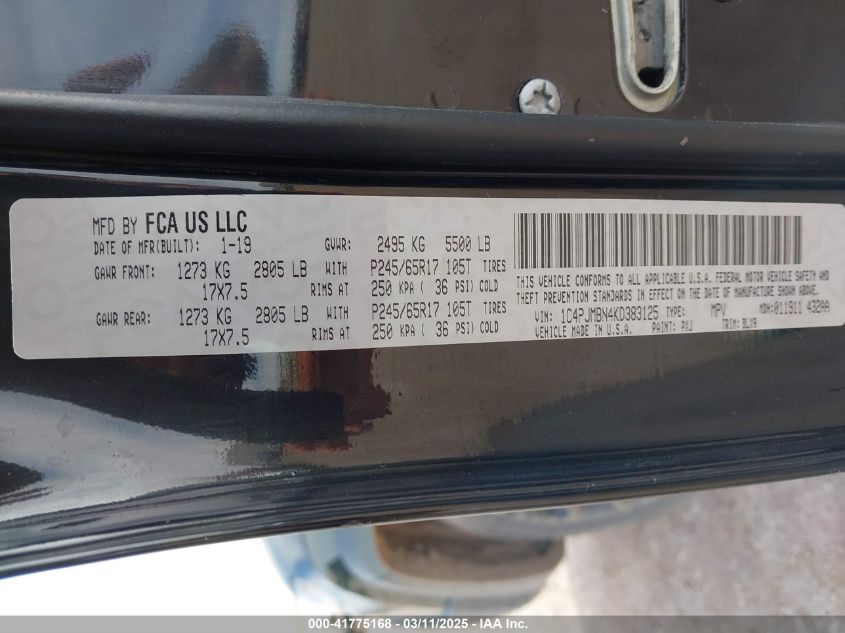 MFD BY FCA US LLC
DATE OF MFR(BUILT): 1-19 GVWR: 2495 KG 5500 LB
GAWR FRONT: 1273 KG 2805 LB WITH P245/65R17 105T TIRES
17X7.5 RIMS AT 250 KPA ( 36 PSI) COLD
GAWR REAR: 1273 KG 2805 LB WITH P245/65R17 105T TIRES
17X7.5 RIMS AT 250 KPA ( 36 PSI) COLD
THIS VEHICLE CONFORMS TO ALL APPLICABLE U.S.A. FEDERAL MOTOR VEHICLE SAFETY AND
THEFT PREVENTION STANDARDS IN EFFECT ON THE DATE OF MANUFACTURE SHOWN ABOVE.
VIN: 1C4PJMBN4KD383125 TYPE: MPV MDH: 011911 432AA
VEHICLE MADE IN U.S.A. PAINT: PXJ TRIM: BLX9
000-41775168 - 03/11/2025 - IAA Inc.